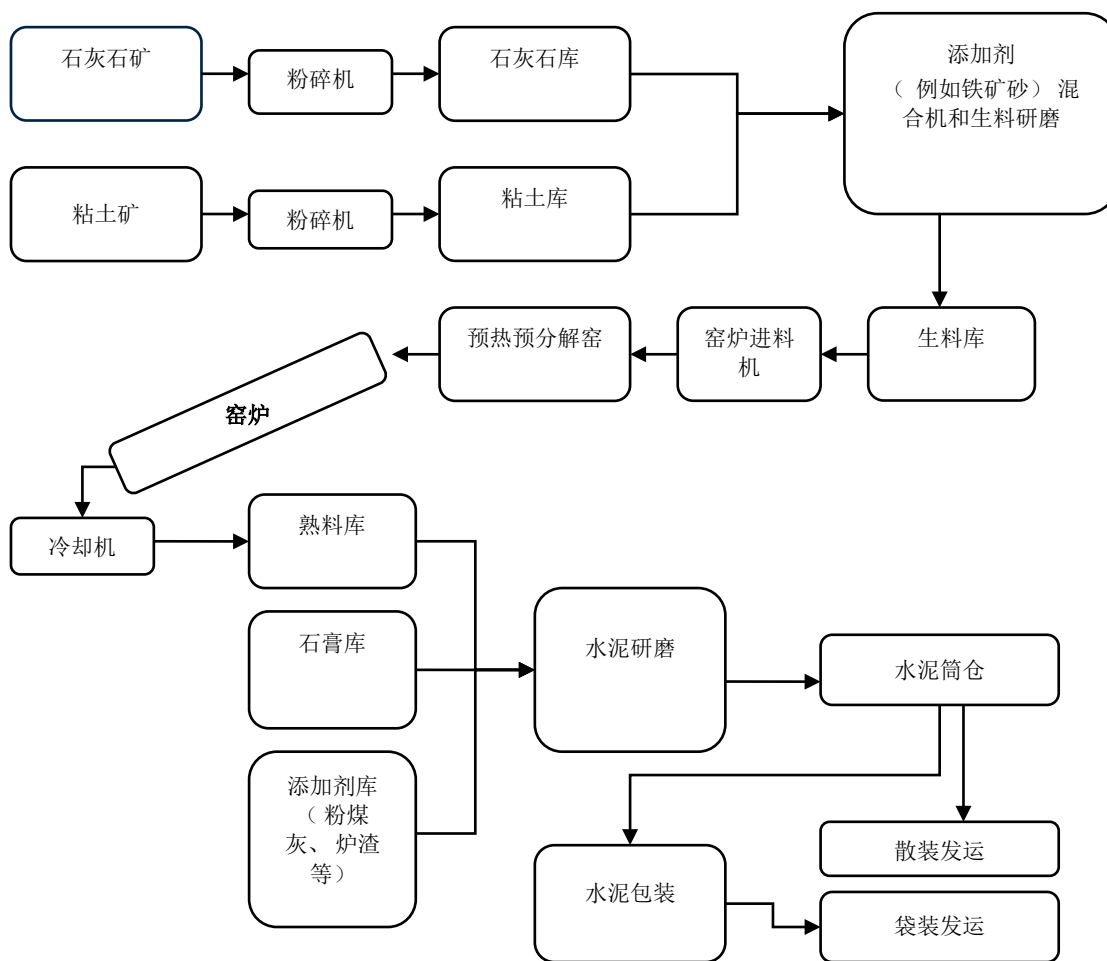 石灰石矿
粉碎机
石灰石库
添加剂
（ 例如铁矿砂） 混
合机和生料研磨
粘土矿
粉碎机
粘土库
预热预分解窑
窑炉进料
机
生料库
窑炉
冷却机
熟料库
石膏库
水泥研磨
水泥筒仓
添加剂库
（ 粉煤
灰、 炉渣
等）
散装发运
水泥包装
袋装发运